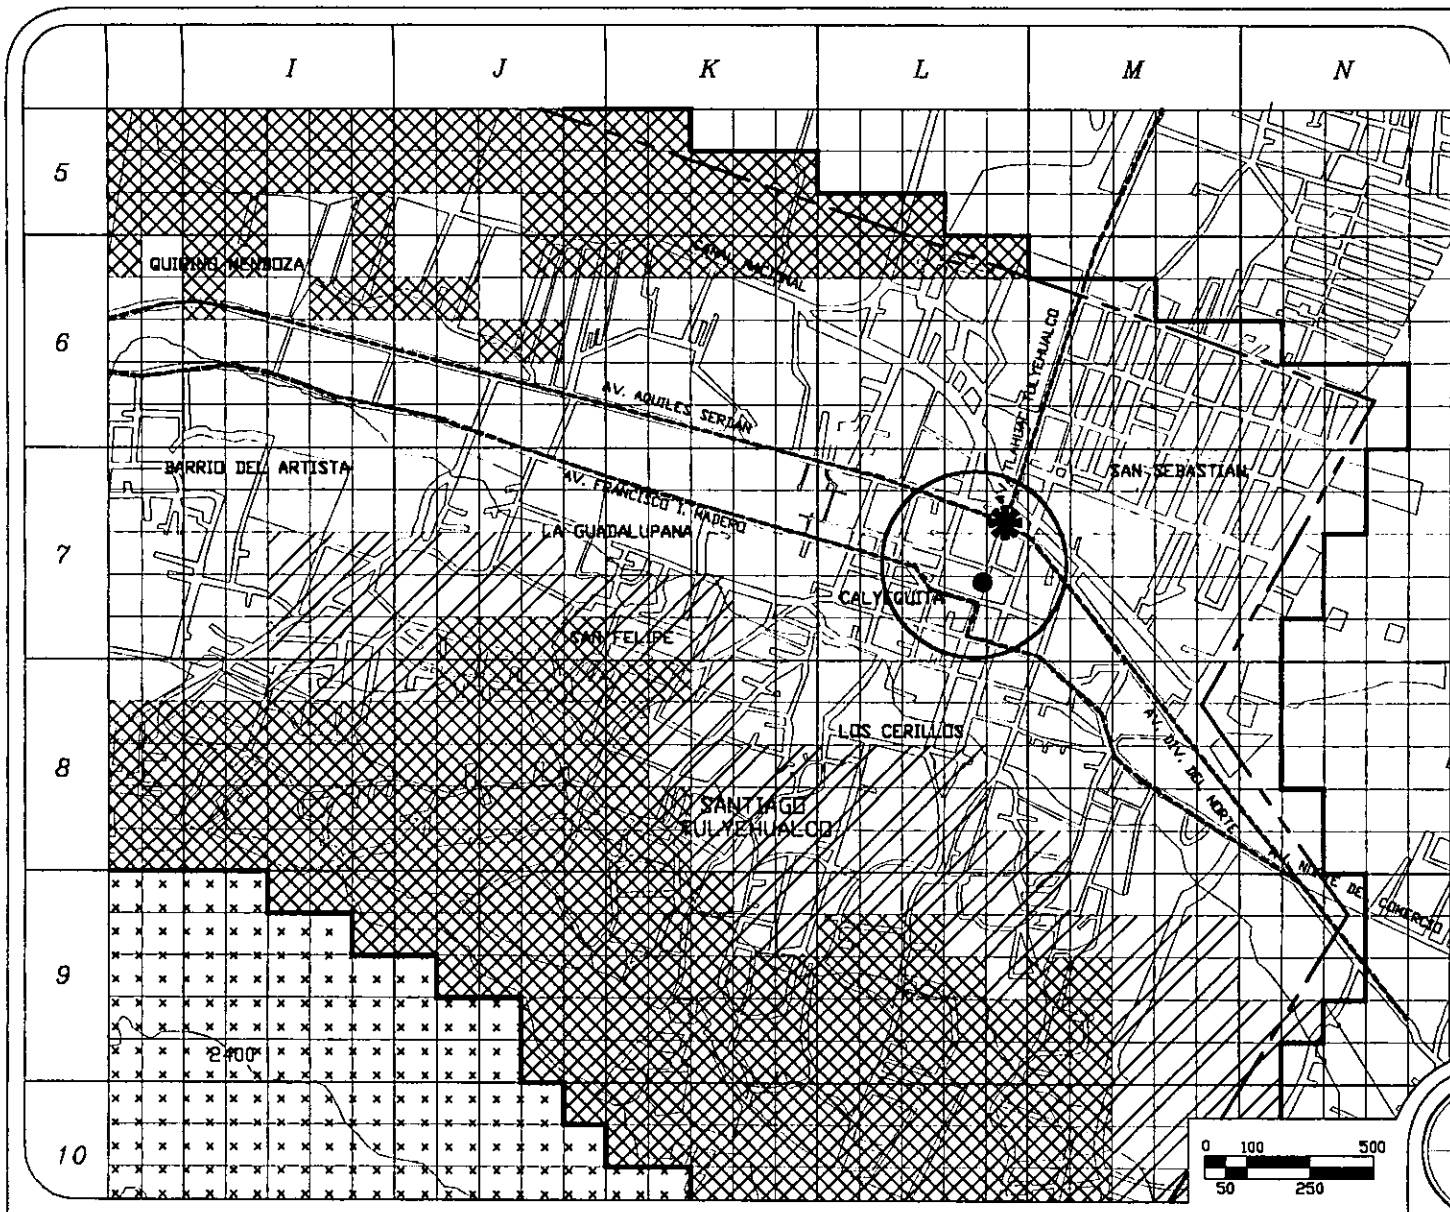 I J K L M N
5
QUIRINO MENDOZA
CANAL NACIONAL
6
AV. TLAHUAC TULYEHUALCO
AV. AQUILES SERDAN
BARRIO DEL ARTISTA
SAN SEBASTIAN
AV. FRANCISCO I. MADERO
LA GUADALUPANA
7
CALYEQUITA
SAN FELIPE
LOS CERILLOS
AV. DIV. DEL NORTE
8
SANTIAGO
TULYEHUALCO
DE
COMERCIO
9
2400
10
0 100 500
50 250